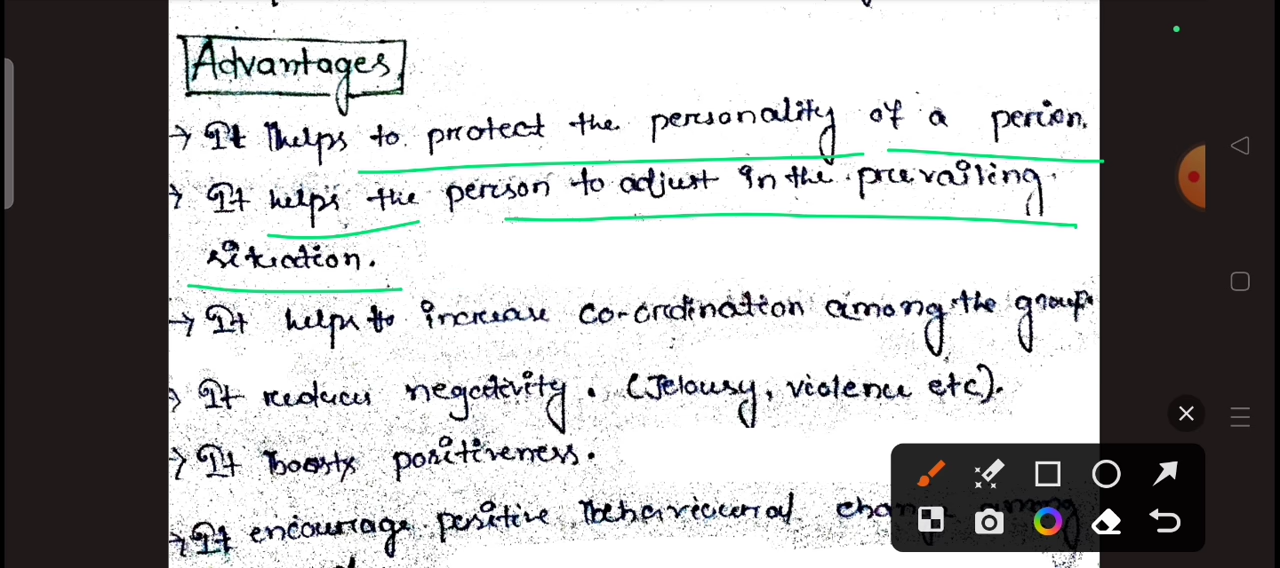 Advantages
→ It helps to protect the personality of a person.
→ It helps the person to adjust in the prevailing
situation.
→ It helps to increase co-ordination among the group
→ It reduces negetivity. (Jelousy, violence etc).
→ It boosts positiveness.
→ It encourage positive behavioural among